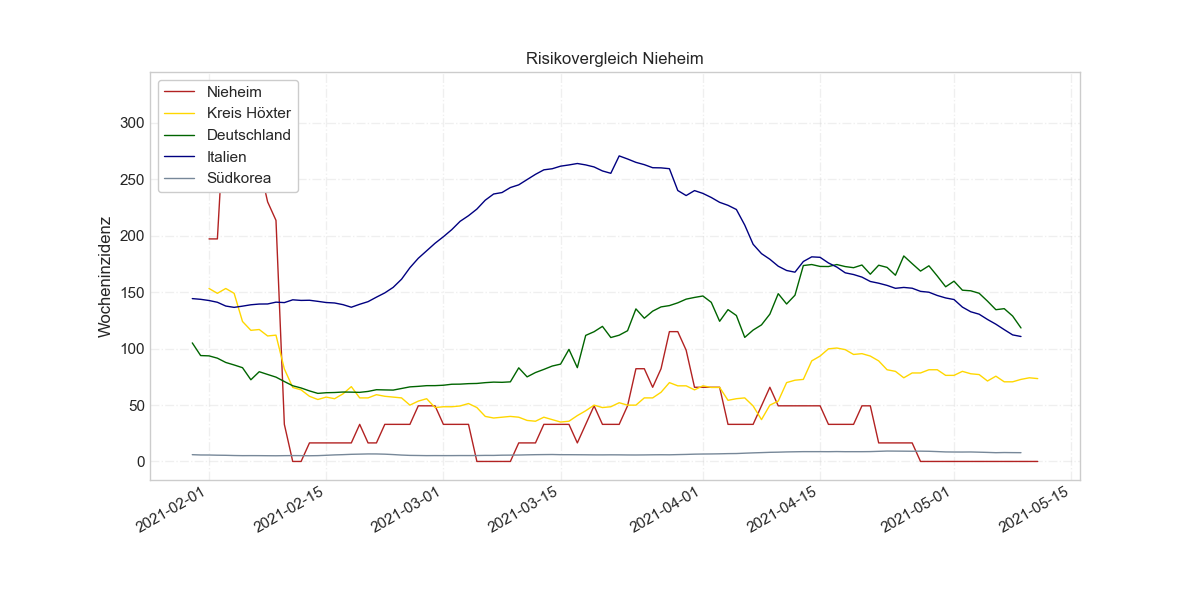 Risikovergleich Nieheim
Nieheim
Kreis Höxter
Deutschland
Italien
Südkorea
Wocheninzidenz
300
250
200
150
100
50
0
2021-02-01
2021-02-15
2021-03-01
2021-03-15
2021-04-01
2021-04-15
2021-05-01
2021-05-15